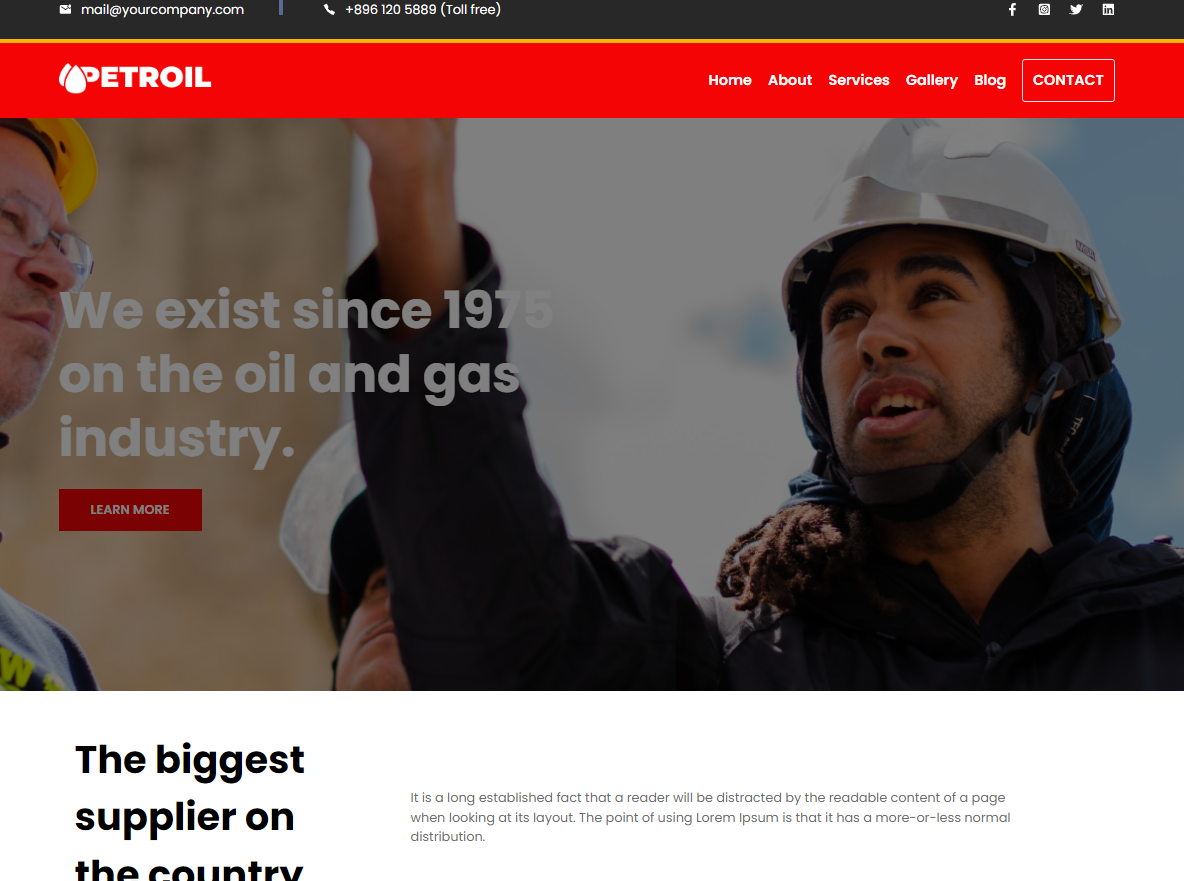 mail@yourcompany.com
+896 120 5889 (Toll free)
PETROIL
Home About Services Gallery Blog CONTACT
We exist since 1975
on the oil and gas
industry.
LEARN MORE
The biggest
supplier on
the country
It is a long established fact that a reader will be distracted by the readable content of a page
when looking at its layout. The point of using Lorem Ipsum is that it has a more-or-less normal
distribution.